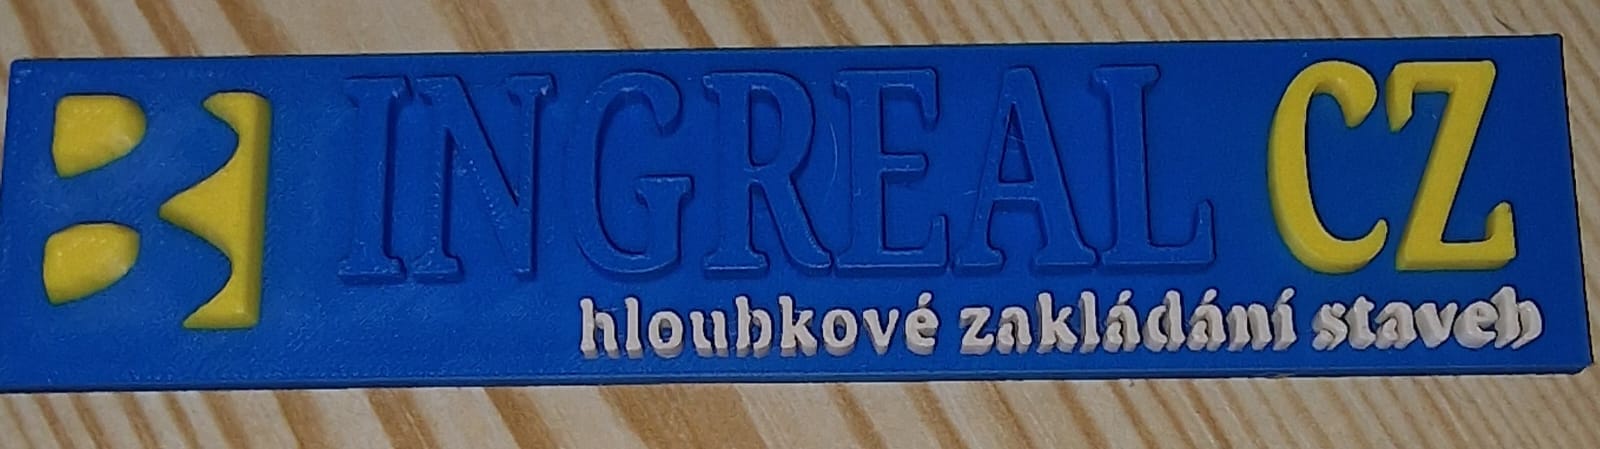 INGREAL CZ
hloubkové zakládání staveb